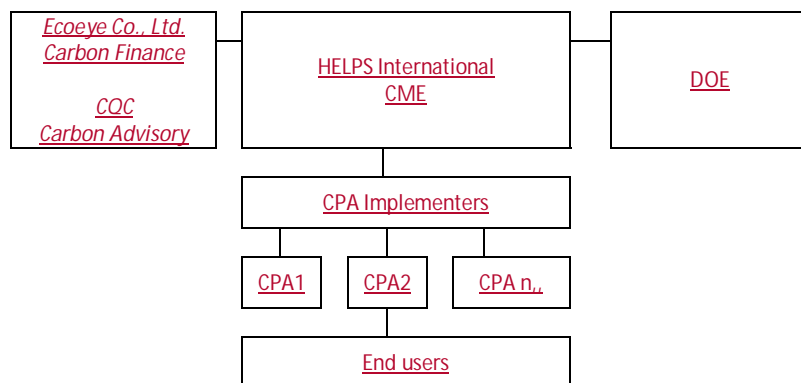 Ecoeye Co., Ltd.
Carbon Finance
CQC
Carbon Advisory
HELPS International
CME
DOE
CPA Implementers
CPA1
CPA2
CPA n,,
End users